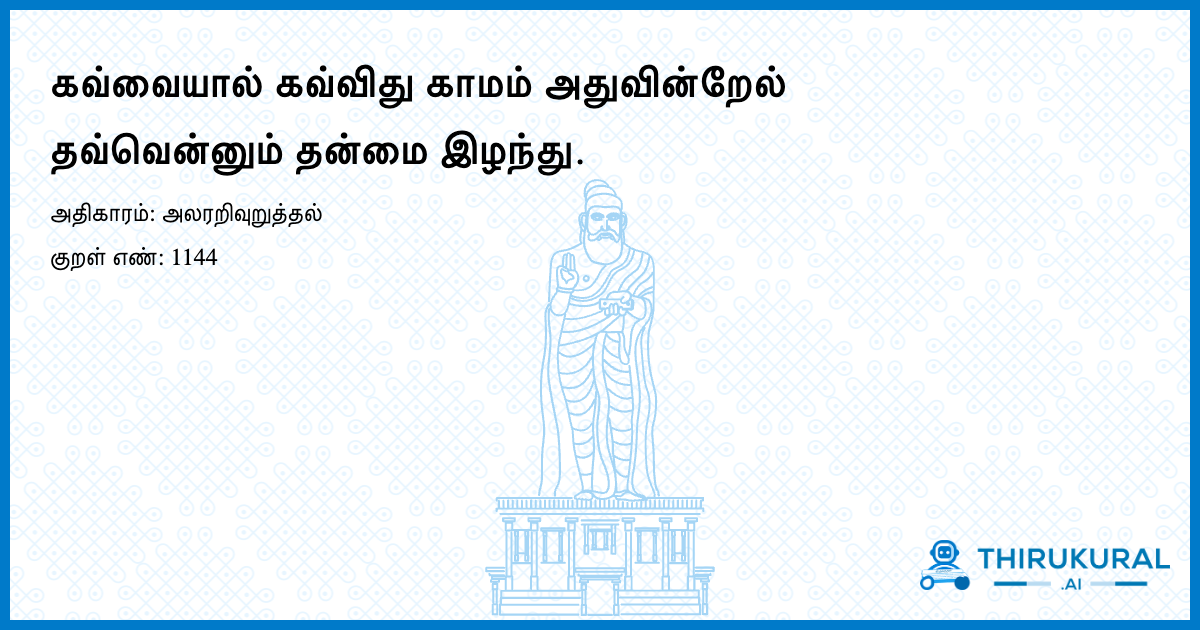 கவ்வையால் கவ்விது காமம் அதுவின்றேல்
தவ்வென்னும் தன்மை இழந்து.
அதிகாரம்: அலரறிவுறுத்தல்
குறள் எண்: 1144
THIRUKURAL
.AI